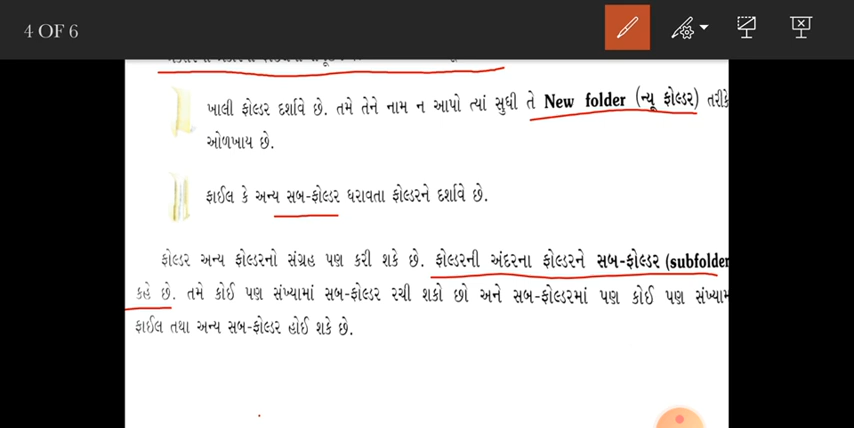 4 OF 6
ખાલી ફોલ્ડર દર્શાવે છે. તમે તેને નામ ન આપો ત્યાં સુધી તે New folder (ન્યૂ ફોલ્ડર) તરીકે
ઓળખાય છે.
ફાઈલ કે અન્ય સબ-ફોલ્ડર ધરાવતા ફોલ્ડરને દર્શાવે છે.
ફોલ્ડર અન્ય ફોલ્ડરનો સંગ્રહ પણ કરી શકે છે. ફોલ્ડરની અંદરના ફોલ્ડરને સબ-ફોલ્ડર (subfolder
કહે છે. તમે કોઈ પણ સંખ્યામાં સબ-ફોલ્ડર રચી શકો છો અને સબ-ફોલ્ડરમાં પણ કોઈ પણ
ફાઈલ તથા અન્ય સબ-ફોલ્ડર હોઈ શકે છે.